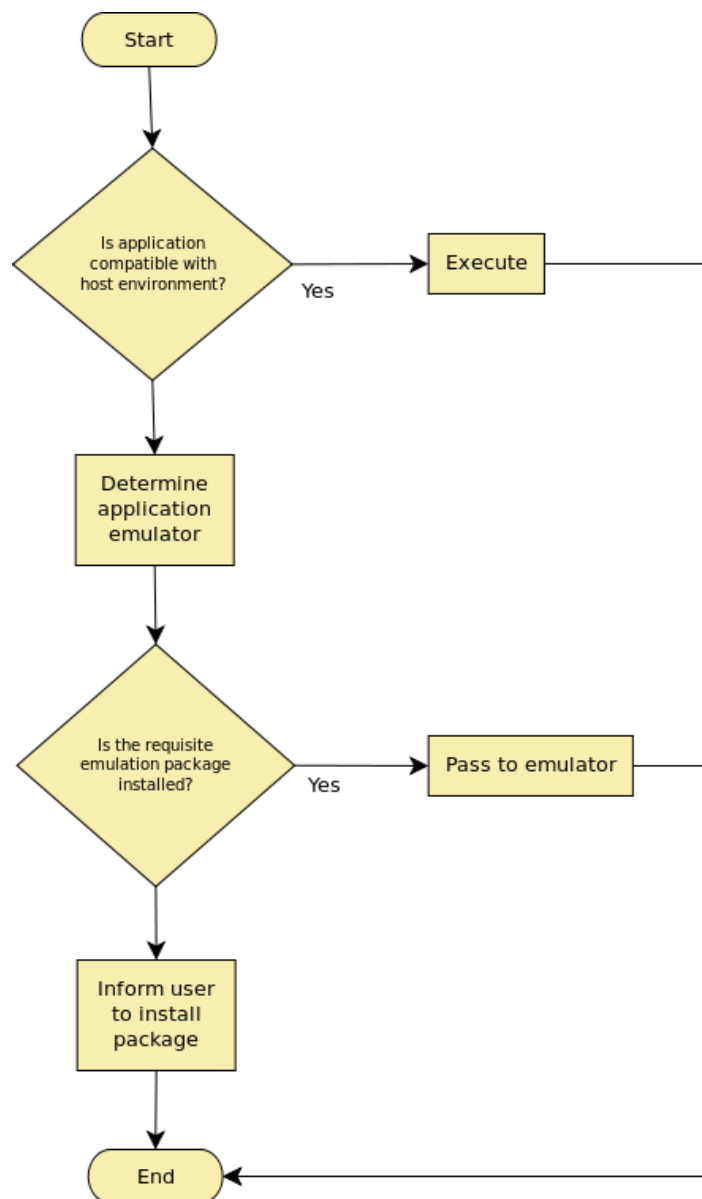 Start
Is application
compatible with
host environment?
Yes
Execute
Determine
application
emulator
Is the requisite
emulation package
installed?
Yes
Pass to emulator
Inform user
to install
package
End